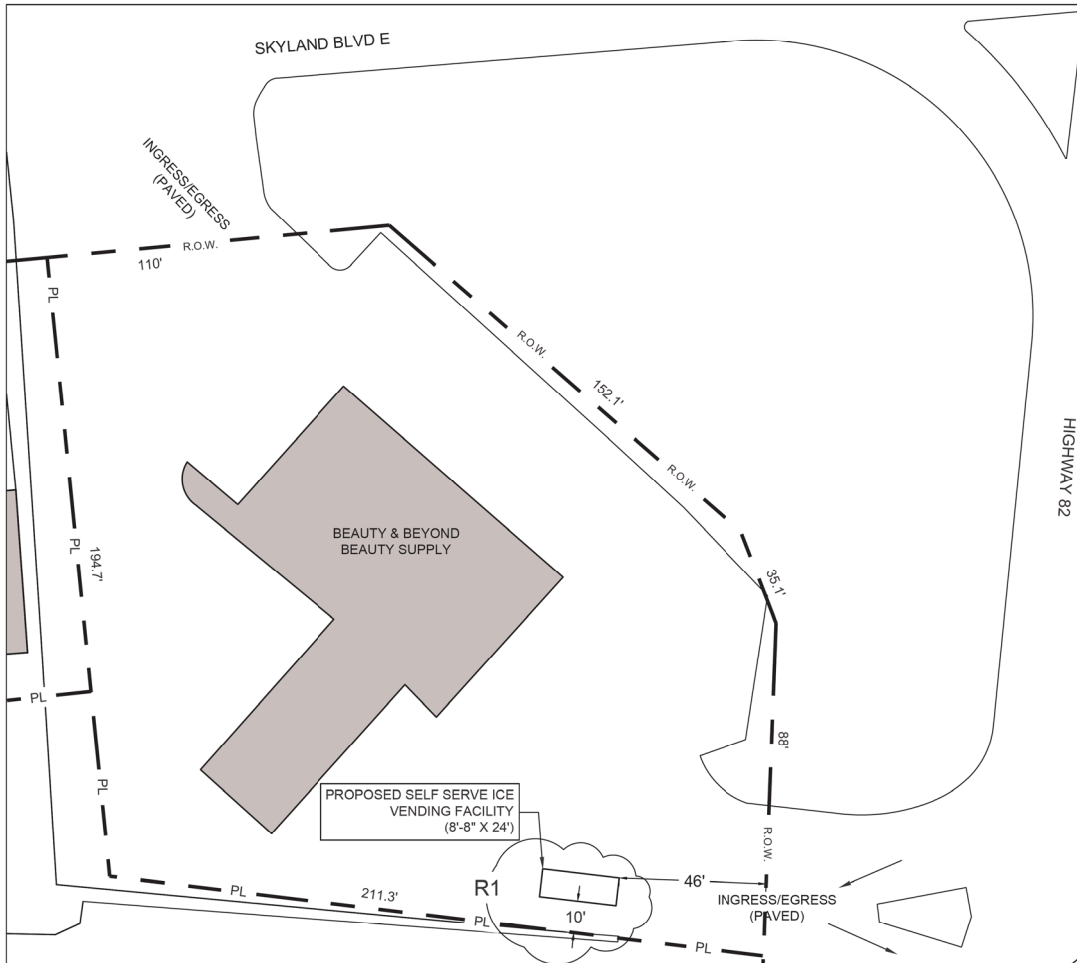 SKYLAND BLVD E
INGRESS/EGRESS
(PAVED)
R.O.W.
110'
PL
R.O.W.
152.1'
R.O.W.
HIGHWAY 82
BEAUTY & BEYOND
BEAUTY SUPPLY
PL
194.7'
35.1'
PL
88'
PL
PROPOSED SELF SERVE ICE
VENDING FACILITY
(8'-8" X 24')
R.O.W.
R1
46'
PL
211.3'
INGRESS/EGRESS
(PAVED)
10'
PL
PL